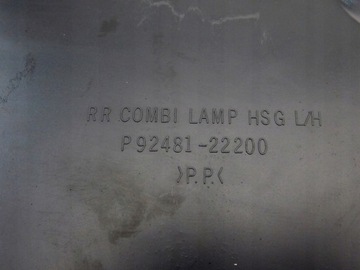 RR COMBI LAMP HSG L/H
P92481-22200
>P.P.<